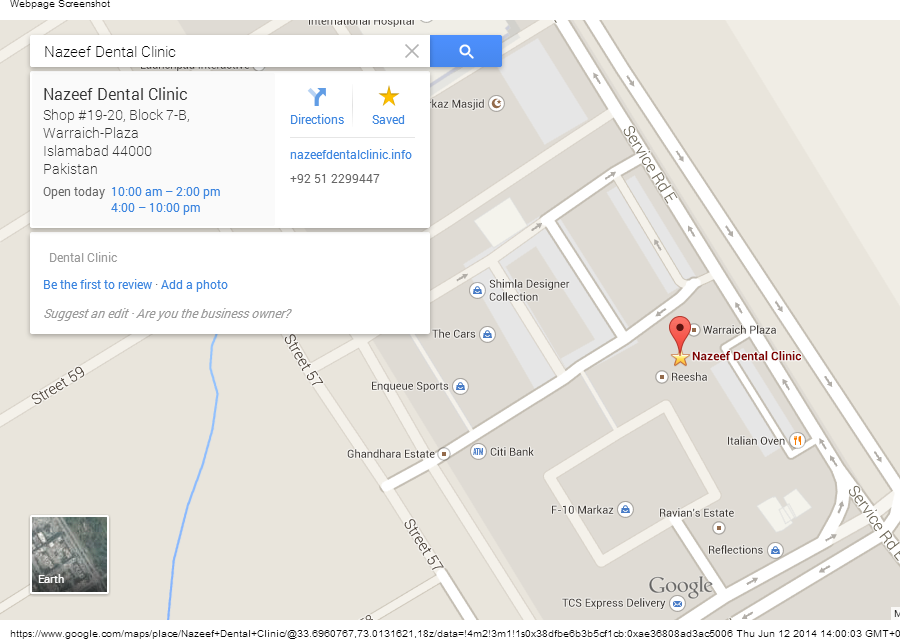 Webpage Screenshot
International Hospital
Nazeef Dental Clinic
Launchpad Interactive
Nazeef Dental Clinic
Shop #19-20, Block 7-B,
Warraich-Plaza
Islamabad 44000
Pakistan
Open today 10:00 am – 2:00 pm
4:00 – 10:00 pm
Directions
Saved
nazeefdentalclinic.info
+92 51 2299447
rkaz Masjid
Service Rd E
Dental Clinic
Be the first to review · Add a photo
Suggest an edit · Are you the business owner?
Shimla Designer
Collection
The Cars
Warraich Plaza
Nazeef Dental Clinic
Reesha
Street 59
Street 57
Enqueue Sports
Italian Oven
Ghandhara Estate
ATM
Citi Bank
F-10 Markaz
Ravian's Estate
Service Rd E
Street 57
Reflections
Earth
Google
TCS Express Delivery
M
https://www.google.com/maps/place/Nazeef+Dental+Clinic/@33.6960767,73.0131621,18z/data=!4m2!3m1!1s0x38dfbe6b3b5cf1cb:0xae36808ad3ac5006 Thu Jun 12 2014 14:00:03 GMT+0